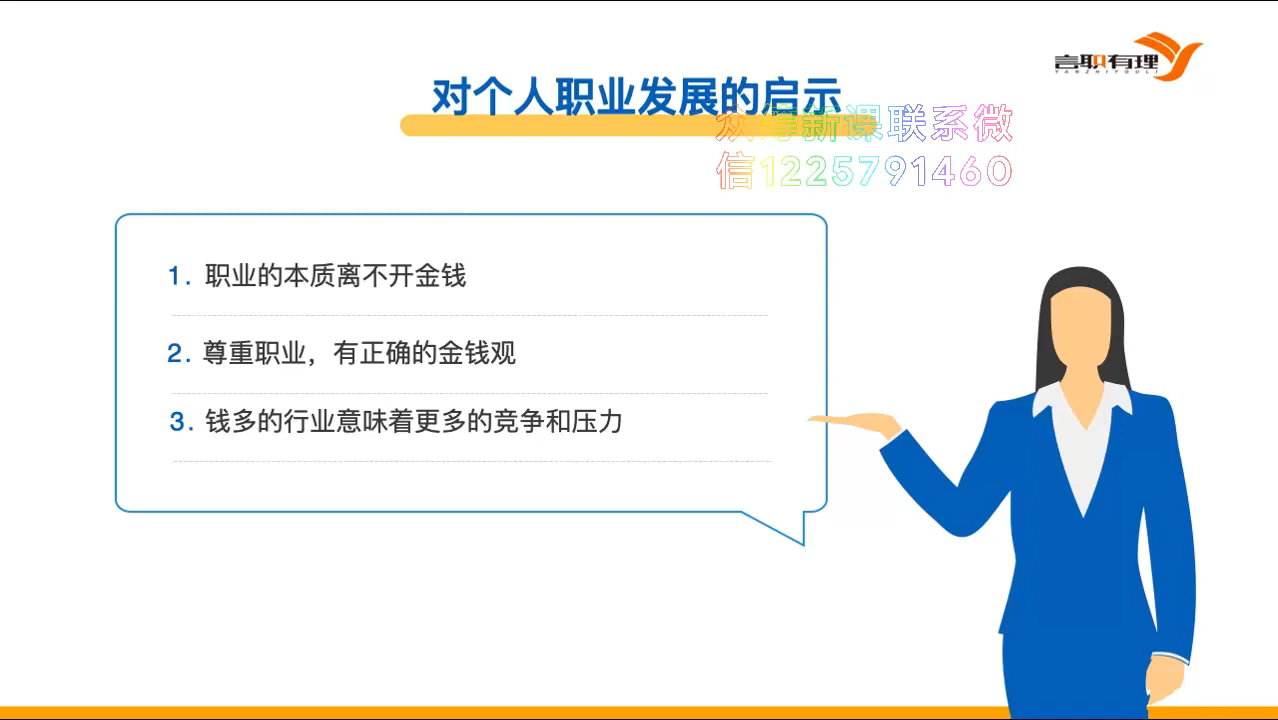 言职有理
YANZHIYOULI
对个人职业发展的启示
众筹新课联系微
信1225791460
1. 职业的本质离不开金钱
2. 尊重职业，有正确的金钱观
3. 钱多的行业意味着更多的竞争和压力